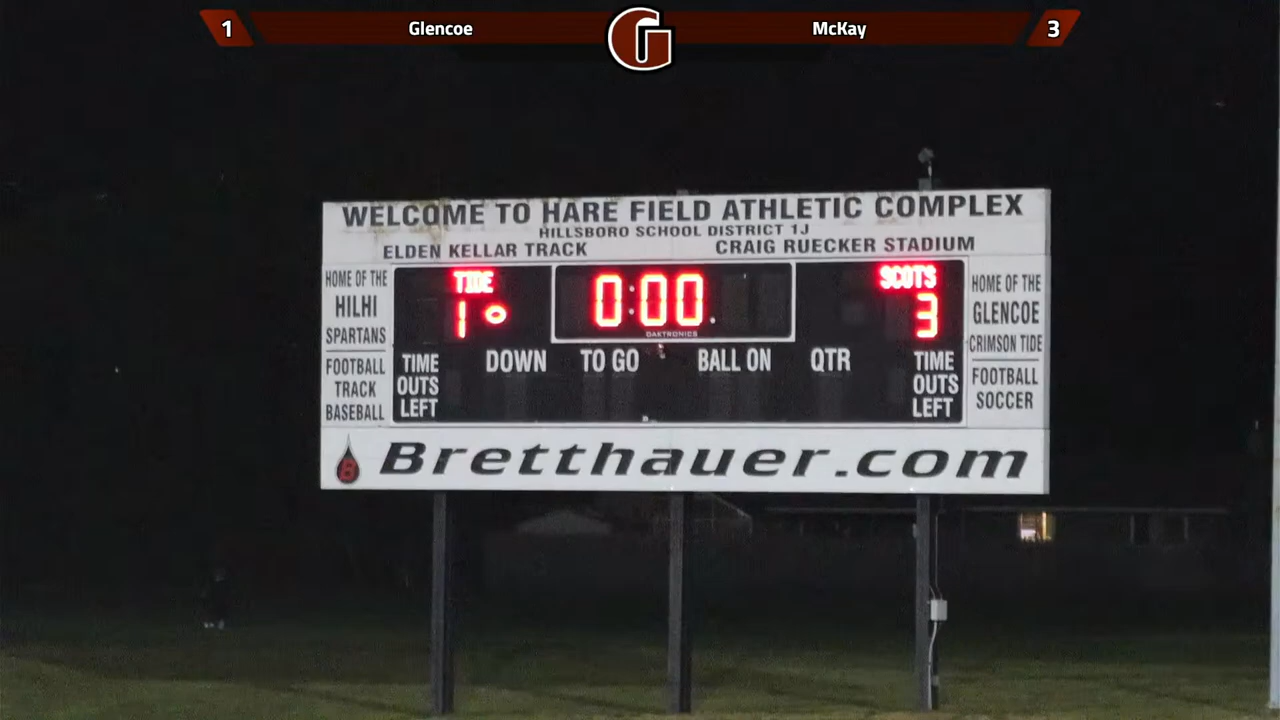 1 Glencoe G McKay 3
WELCOME TO HARE FIELD ATHLETIC COMPLEX
HILLSBORO SCHOOL DISTRICT 1J
ELDEN KELLAR TRACK
CRAIG RUECKER STADIUM
HOME OF THE
HILHI
SPARTANS
FOOTBALL
TRACK
BASEBALL
TIDE
1
0:00
DAKTRONICS
SCOTS
3
TIME
OUTS
LEFT
DOWN
TO GO
BALL ON
QTR
TIME
OUTS
LEFT
HOME OF THE
GLENCOE
CRIMSON TIDE
FOOTBALL
SOCCER
B Bretthauer.com